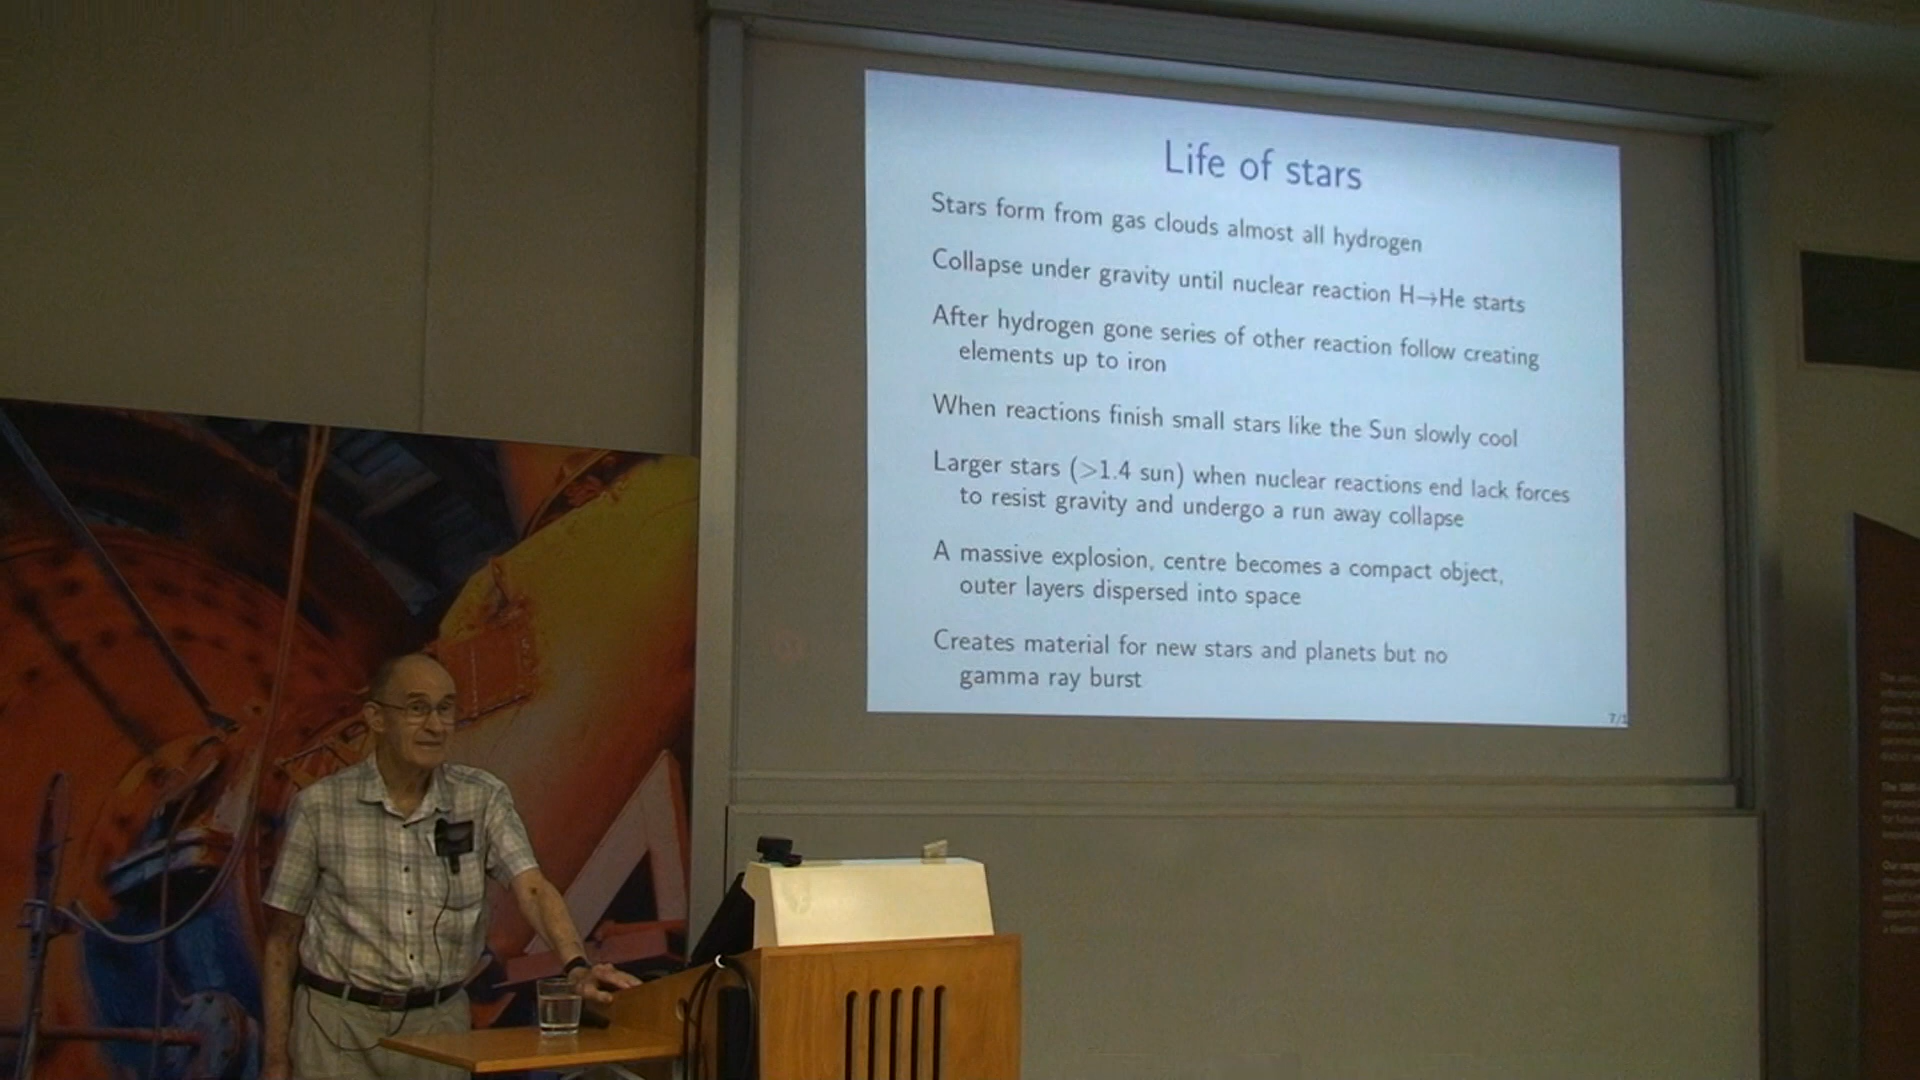 Life of stars
Stars form from gas clouds almost all hydrogen
Collapse under gravity until nuclear reaction H→He starts
After hydrogen gone series of other reaction follow creating
elements up to iron
When reactions finish small stars like the Sun slowly cool
Larger stars (>1.4 sun) when nuclear reactions end lack forces
to resist gravity and undergo a run away collapse
A massive explosion, centre becomes a compact object,
outer layers dispersed into space
Creates material for new stars and planets but no
gamma ray burst